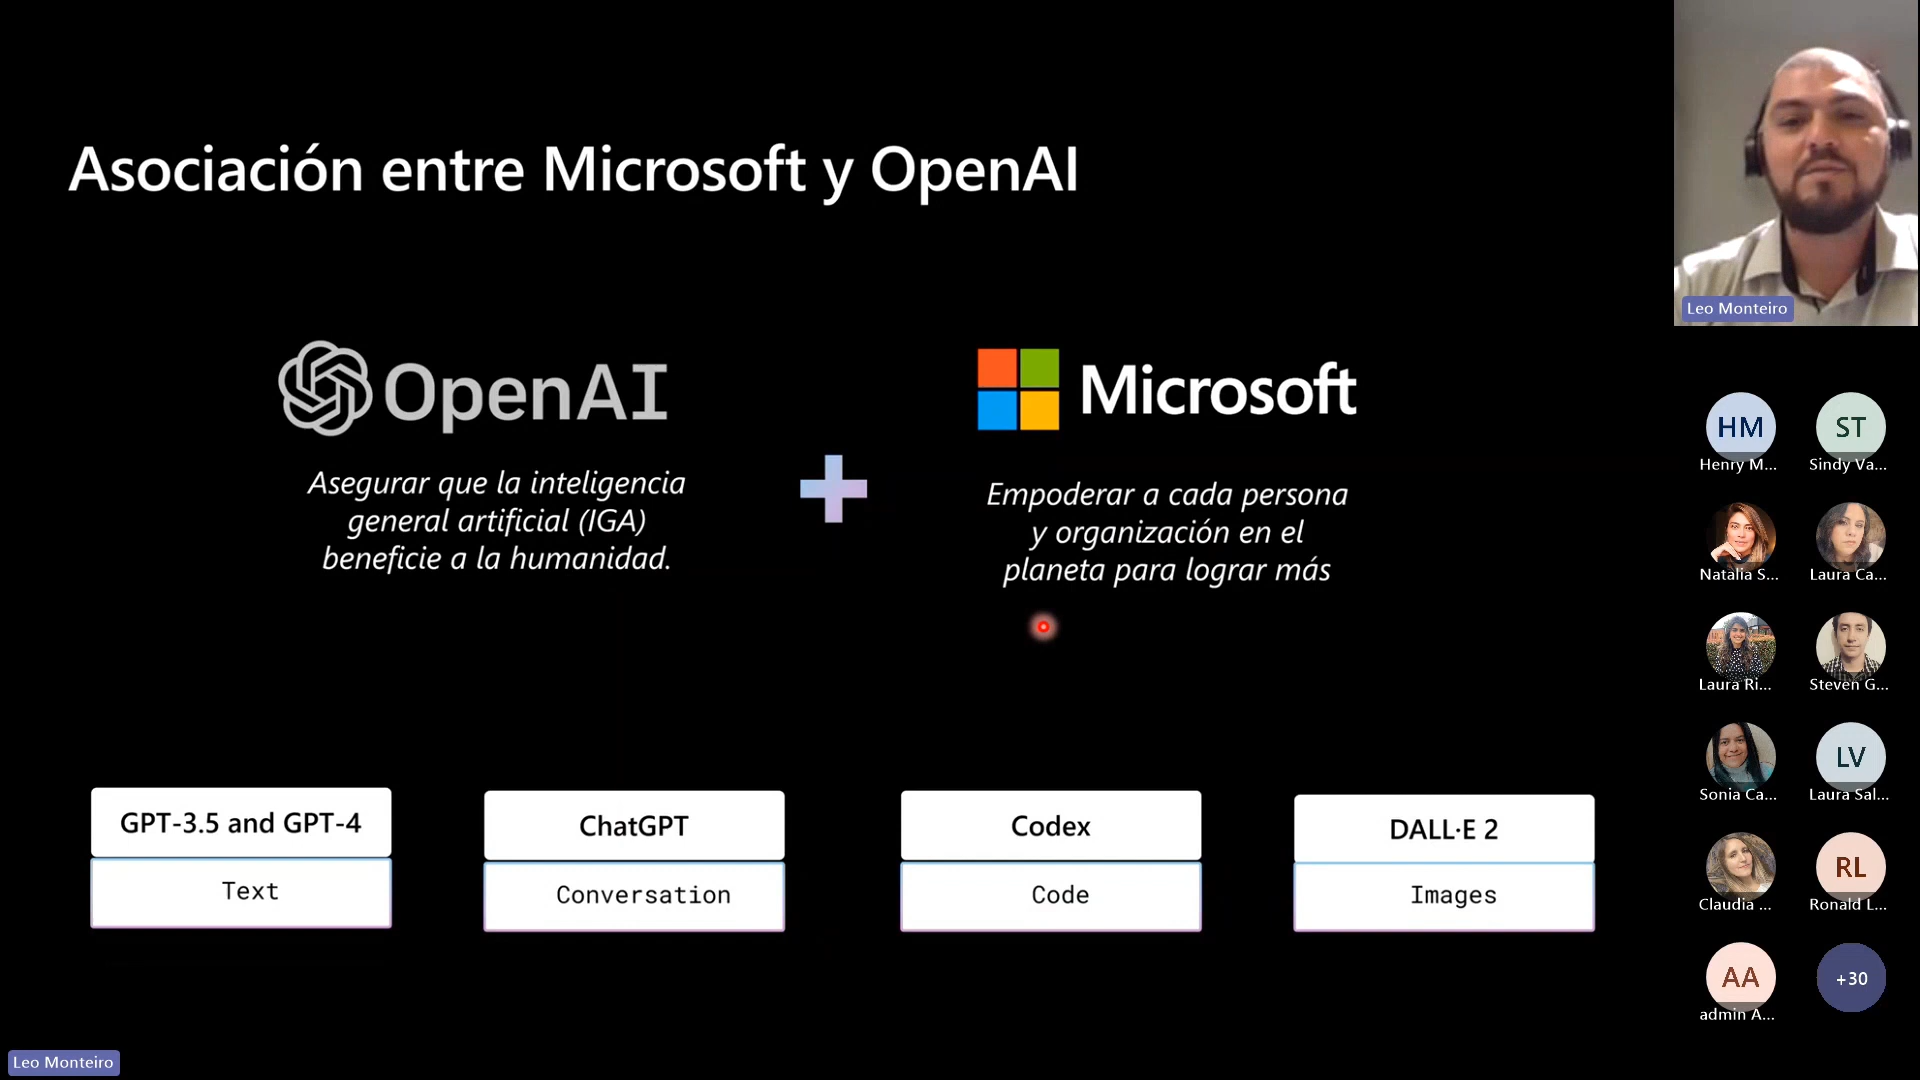 Asociación entre Microsoft y OpenAI
OpenAI
Asegurar que la inteligencia
general artificial (IGA)
beneficie a la humanidad.
Microsoft
Empoderar a cada persona
y organización en el
planeta para lograr más
GPT-3.5 and GPT-4
Text
ChatGPT
Conversation
Codex
Code
DALL·E 2
Images
Leo Monteiro
HM
Henry M...
ST
Sindy Va...
Natalia S...
Laura Ca...
Laura Ri...
Steven G...
Sonia Ca...
LV
Laura Sal...
Claudia ...
RL
Ronald L...
AA
admin A...
+30
Leo Monteiro